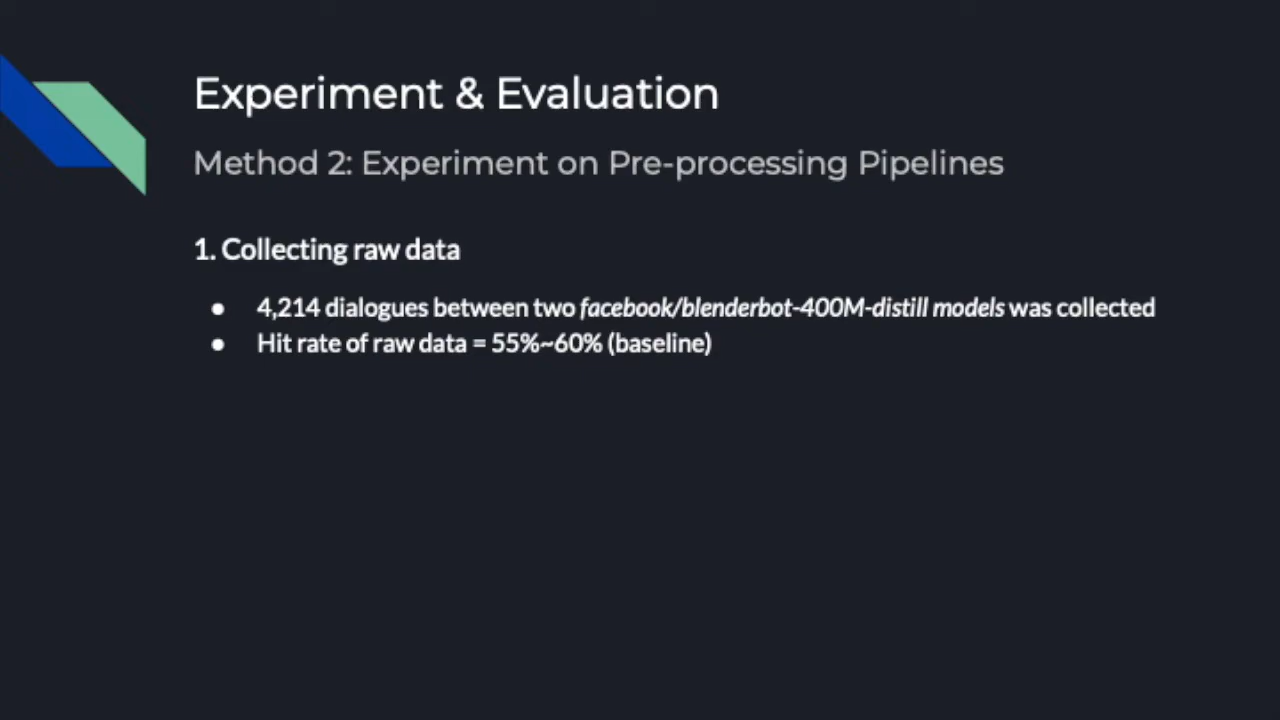 Experiment & Evaluation
Method 2: Experiment on Pre-processing Pipelines
1. Collecting raw data
● 4,214 dialogues between two facebook/blenderbot-400M-distill models was collected
● Hit rate of raw data = 55%~60% (baseline)